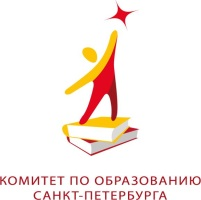 КОМИТЕТ ПО ОБРАЗОВАНИЮ
САНКТ-ПЕТЕРБУРГА